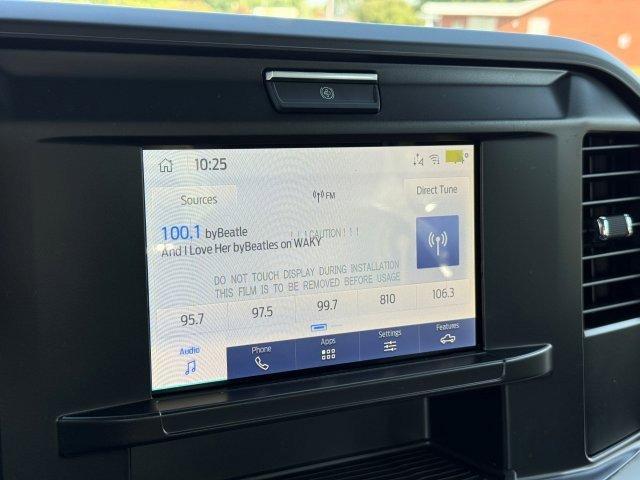 10:25
Sources
FM
Direct Tune
100.1 byBeatle
! ! ! CAUTION ! ! !
And I Love Her byBeatles on WAKY
DO NOT TOUCH DISPLAY DURING INSTALLATION
THIS FILM IS TO BE REMOVED BEFORE USAGE
95.7 97.5 99.7 810 106.3
Audio Phone Apps Settings Features